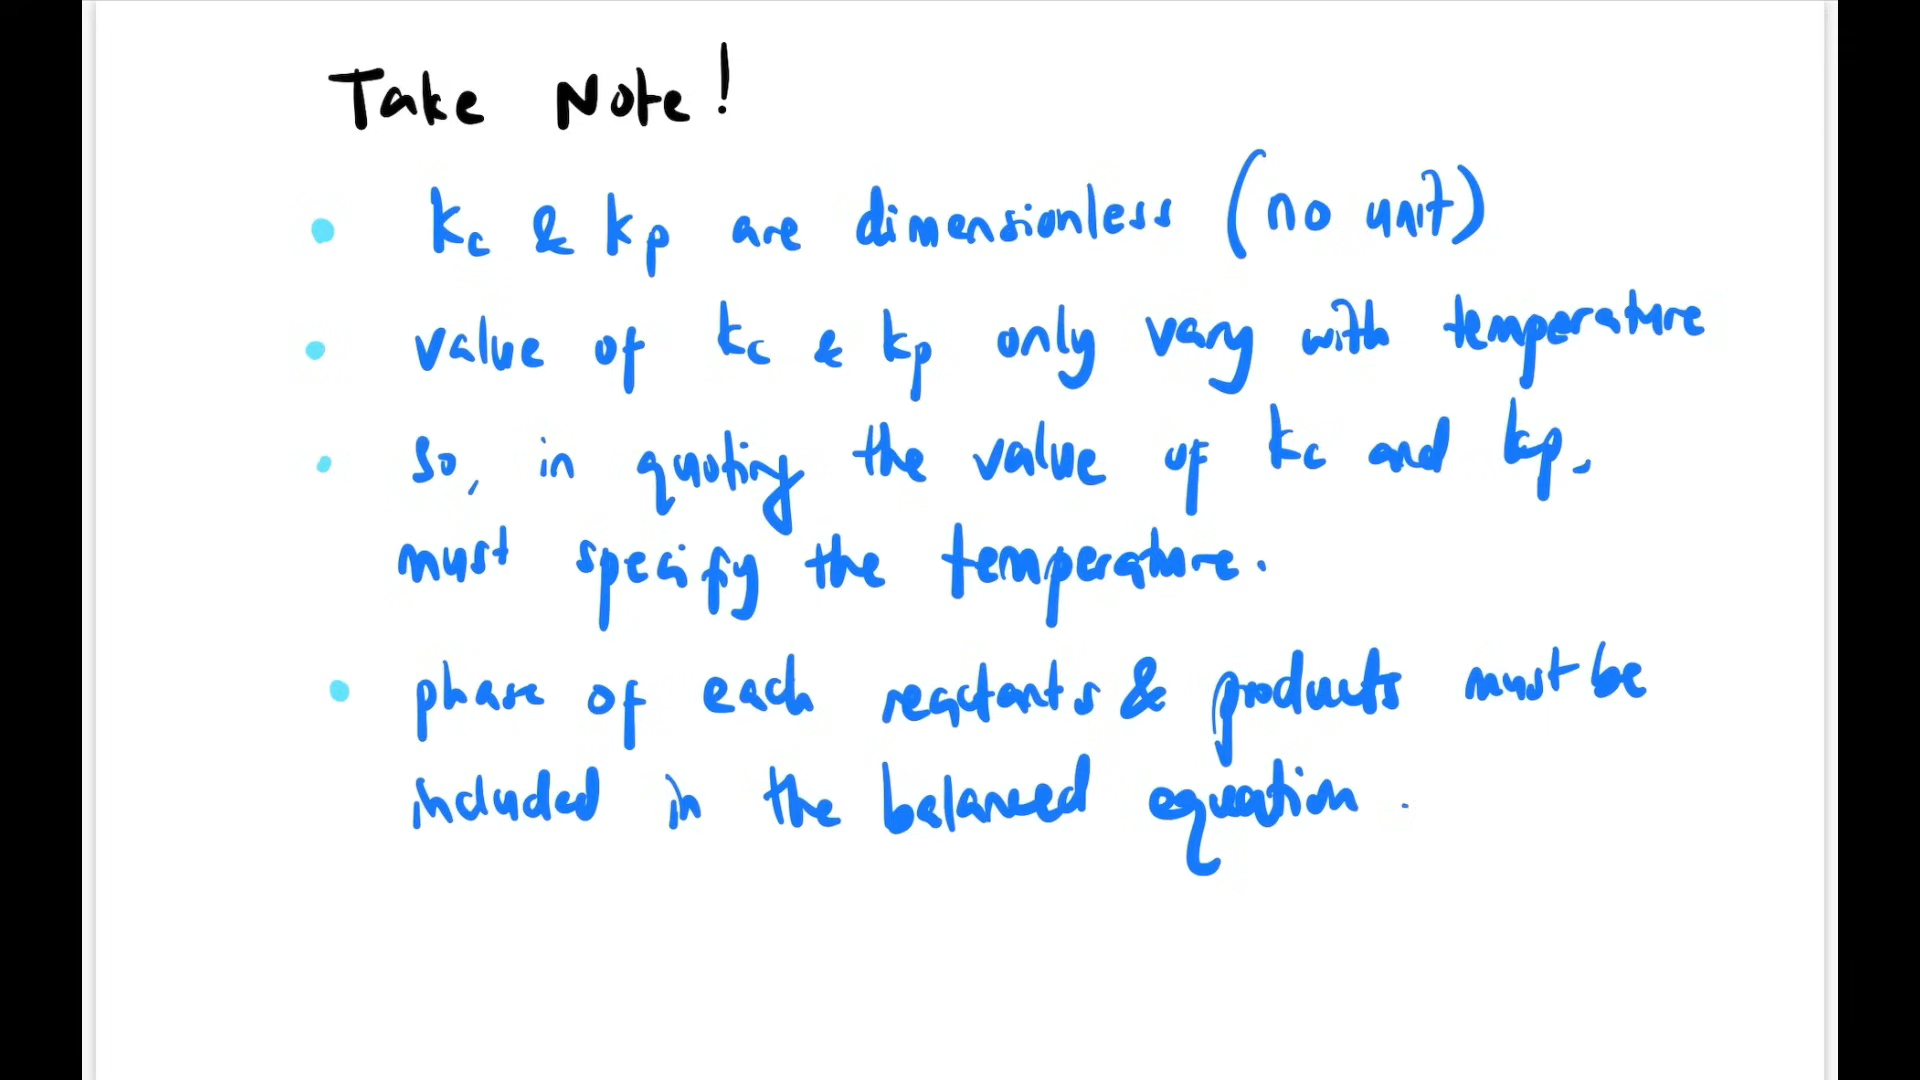 Take Note!
• Kc & Kp are dimensionless (no unit)
• value of Kc & Kp only vary with temperature
• so, in quoting the value of Kc and Kp,
must specify the temperature.
• phase of each reactants & products must be
included in the balanced equation.